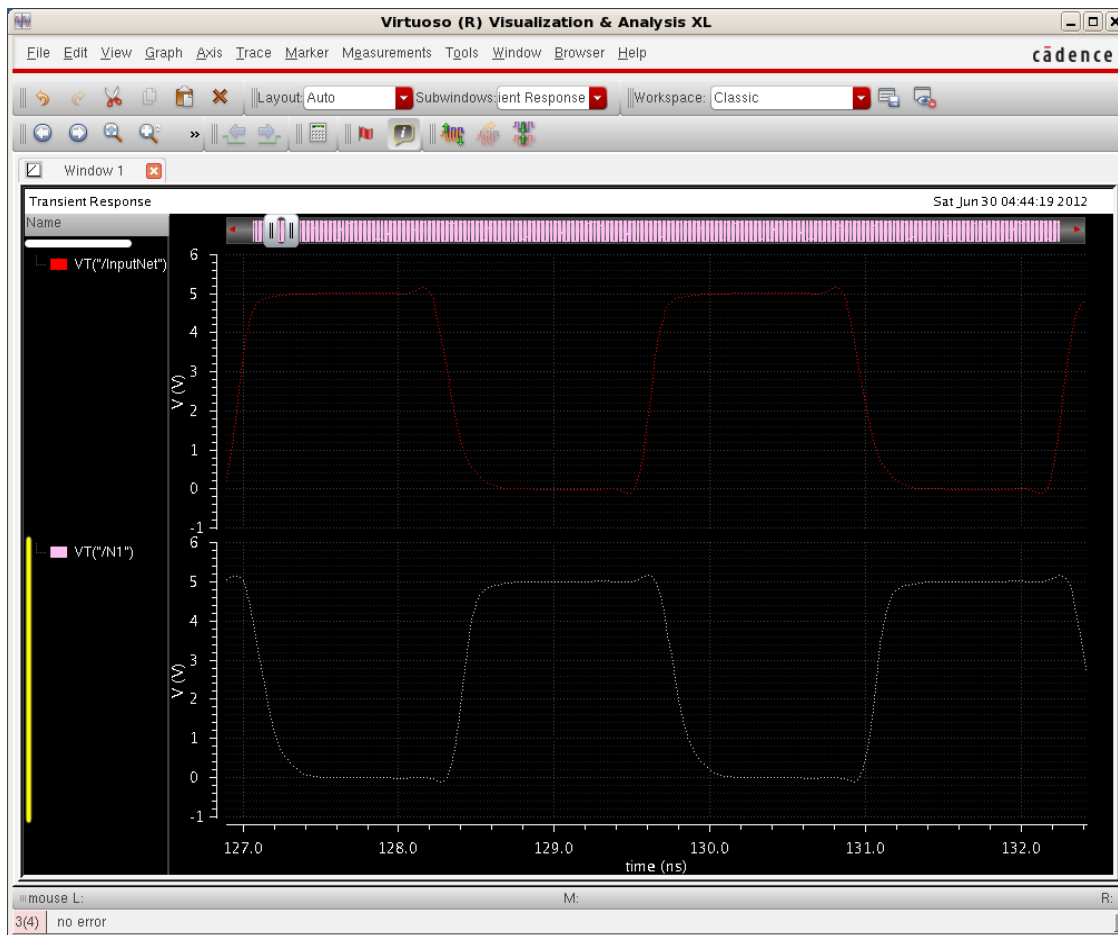 Virtuoso (R) Visualization & Analysis XL
File Edit View Graph Axis Trace Marker Measurements Tools Window Browser Help
cādence
Layout: Auto Subwindows: ient Response Workspace: Classic
»
Window 1
Transient Response Sat Jun 30 04:44:19 2012
Name
VT("/InputNet")
6
5
4
3
2
1
0
-1
V (V)
VT("/N1")
6
5
4
3
2
1
0
-1
V (V)
127.0 128.0 129.0 130.0 131.0 132.0
time (ns)
mouse L: M: R:
3(4) no error